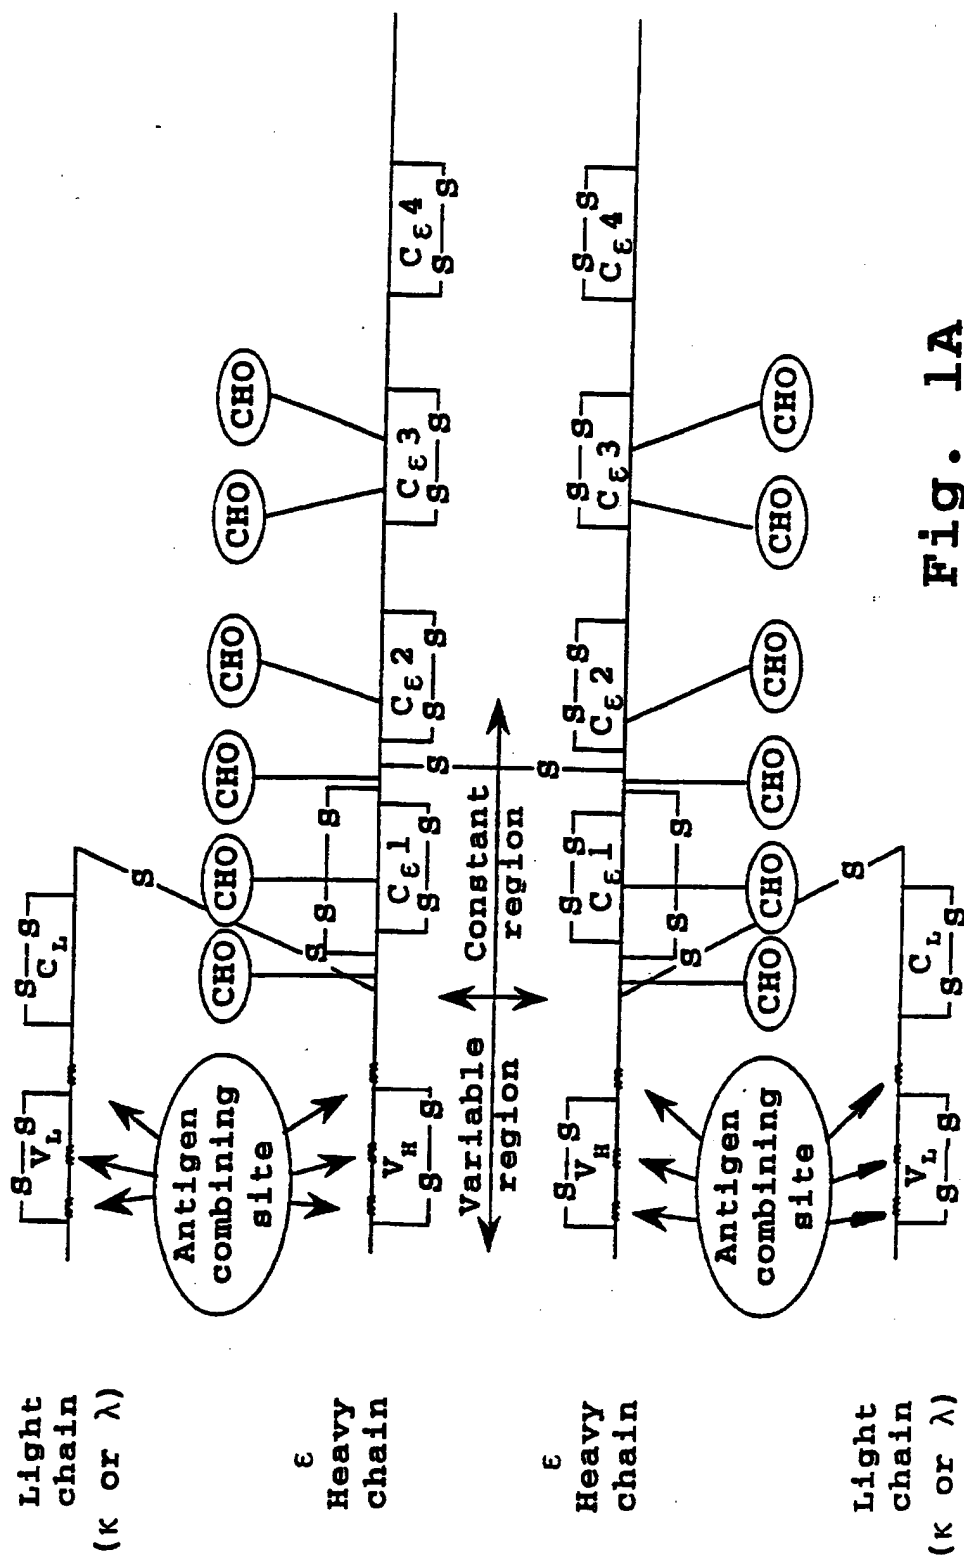 Light
chain
(κ or λ)
S—S
V_L
S—S
C_L
S
Antigen
combining
site
CHO
CHO
CHO
CHO
CHO
CHO
S
S—S
ε
Heavy
chain
V_H
S—S
Cε1
S—S
Cε2
S—S
Cε3
S—S
Cε4
S—S
S
Variable
region
Constant
region
S
ε
Heavy
chain
S—S
V_H
S—S
Cε1
S—S
Cε2
S—S
Cε3
S—S
Cε4
S
S—S
Antigen
combining
site
CHO
CHO
CHO
CHO
CHO
CHO
S
Light
chain
(κ or λ)
V_L
S—S
C_L
S—S
Fig. 1A